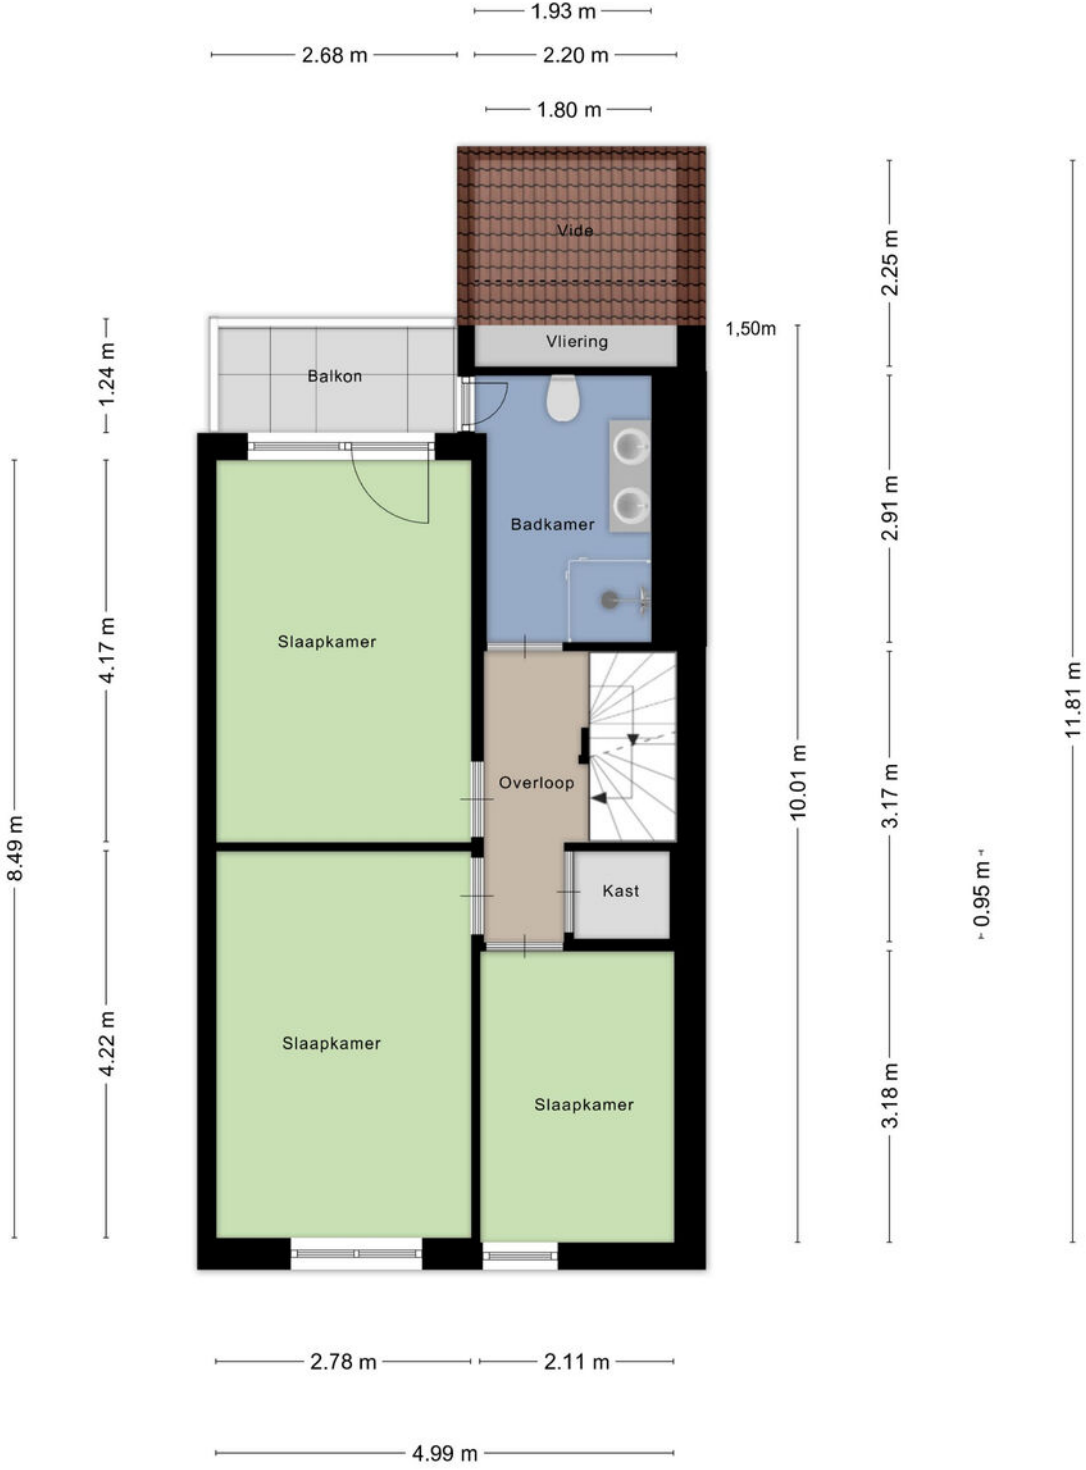 1.93 m
2.68 m
2.20 m
1.80 m
Vide
2.25 m
1,50m
Vliering
1.24 m
Balkon
2.91 m
Badkamer
4.17 m
Slaapkamer
11.81 m
Overloop
10.01 m
3.17 m
8.49 m
Kast
0.95 m
4.22 m
Slaapkamer
Slaapkamer
3.18 m
2.78 m
2.11 m
4.99 m